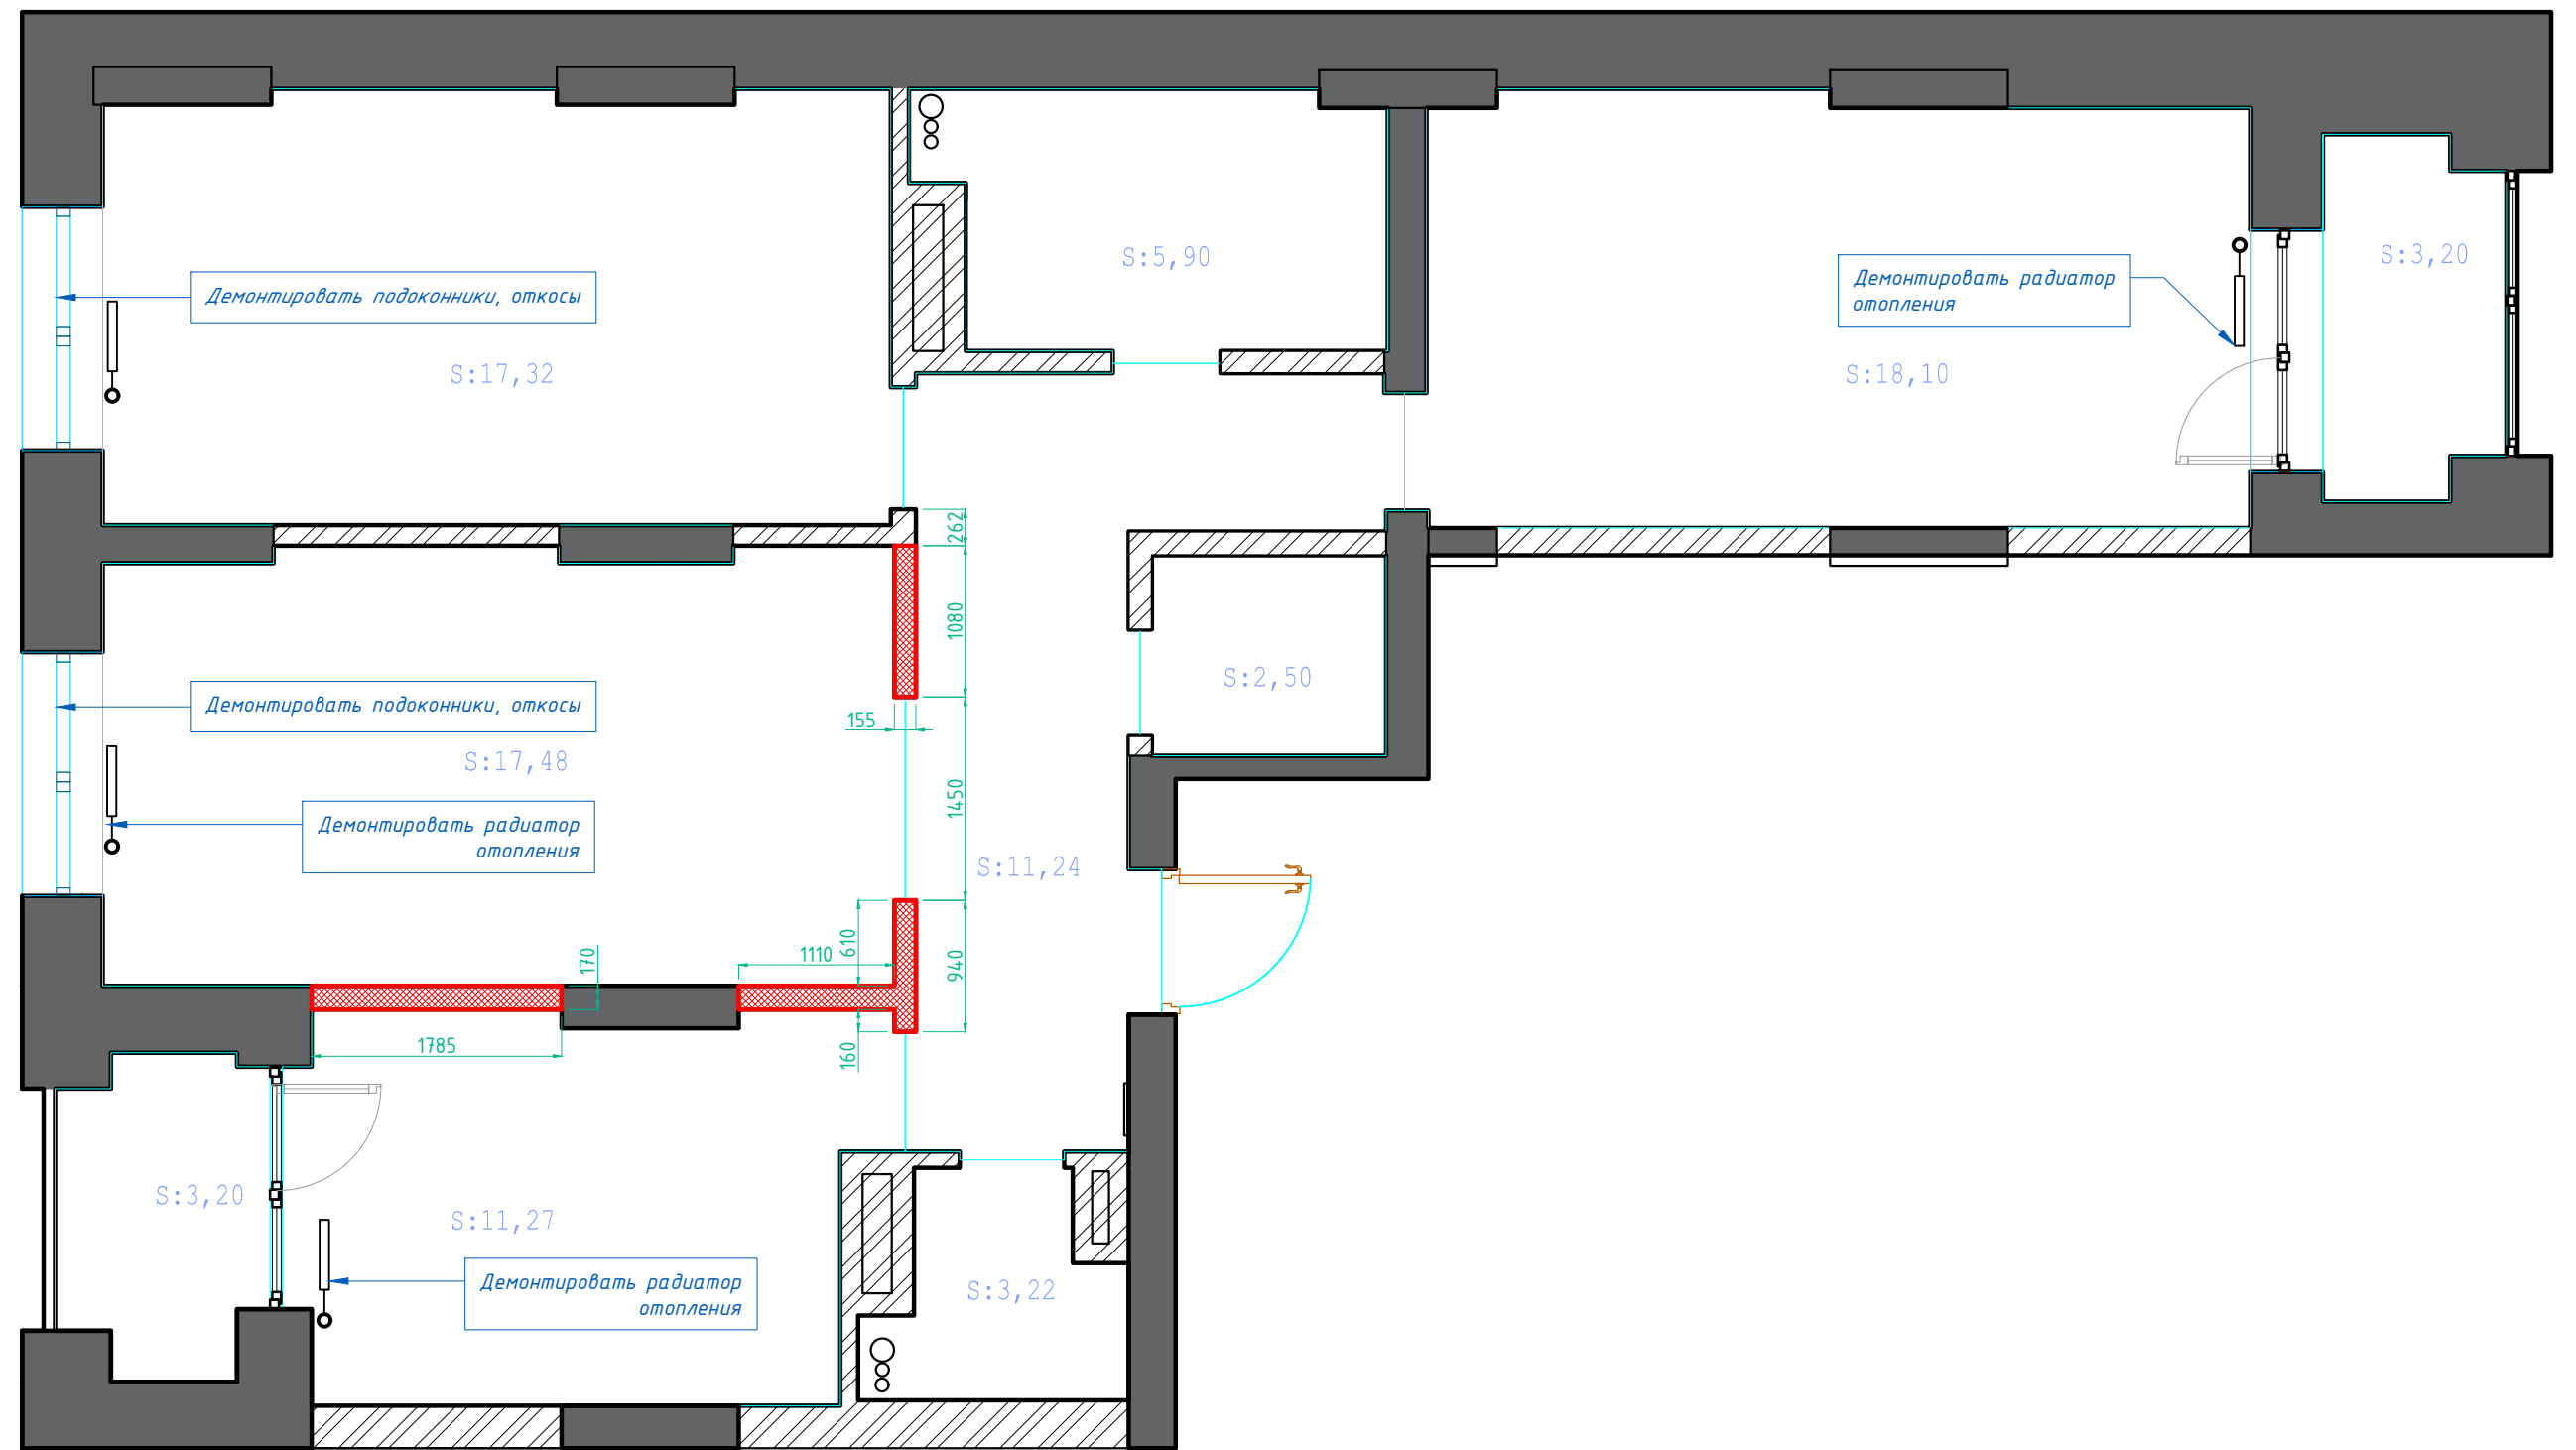 S:5,90
S:3,20
Демонтировать радиатор
отопления
Демонтировать подоконники, откосы
S:17,32
S:18,10
262
1080
S:2,50
Демонтировать подоконники, откосы
155
S:17,48
1450
Демонтировать радиатор
отопления
S:11,24
610
1110
170
940
1785
160
S:3,20
S:11,27
Демонтировать радиатор
отопления
S:3,22